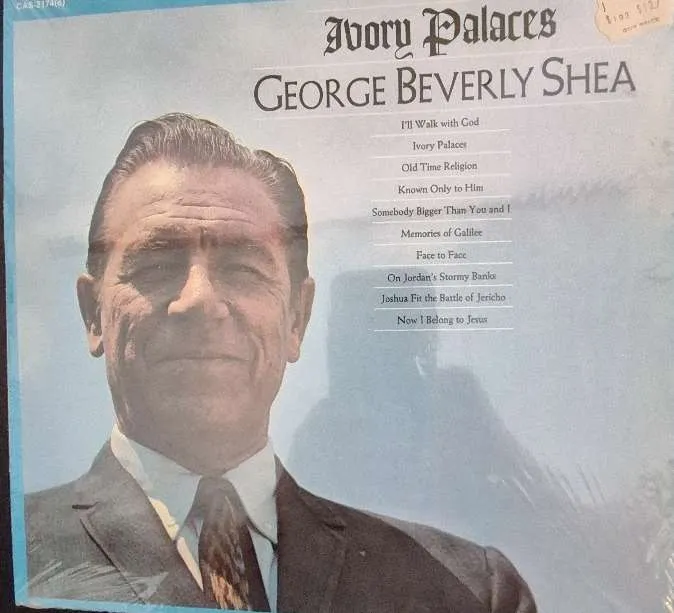 CAS-2174(e)
Ivory Palaces
GEORGE BEVERLY SHEA
I'll Walk with God
Ivory Palaces
Old Time Religion
Known Only to Him
Somebody Bigger Than You and I
Memories of Galilee
Face to Face
On Jordan's Stormy Banks
Joshua Fit the Battle of Jericho
Now I Belong to Jesus